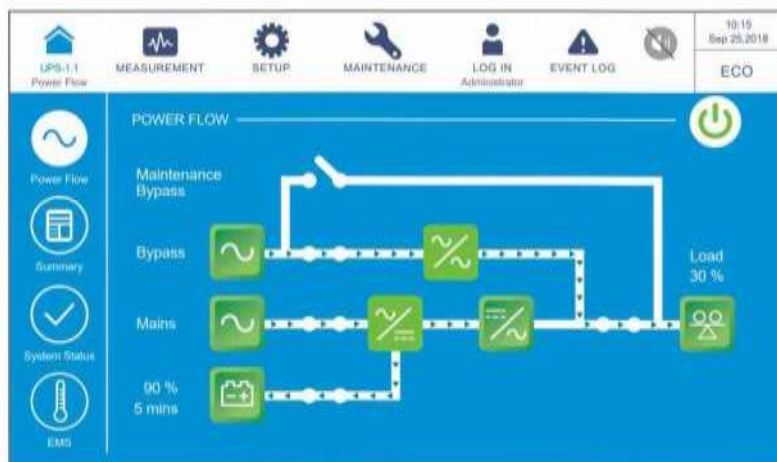 UPS-1.1
Power Flow
MEASUREMENT
SETUP
MAINTENANCE
LOG IN
Administrator
EVENT LOG
10:15
Sep 25,2018
ECO
POWER FLOW
Power Flow
Summary
System Status
EMS
Maintenance
Bypass
Bypass
Mains
90 %
5 mins
Load
30 %